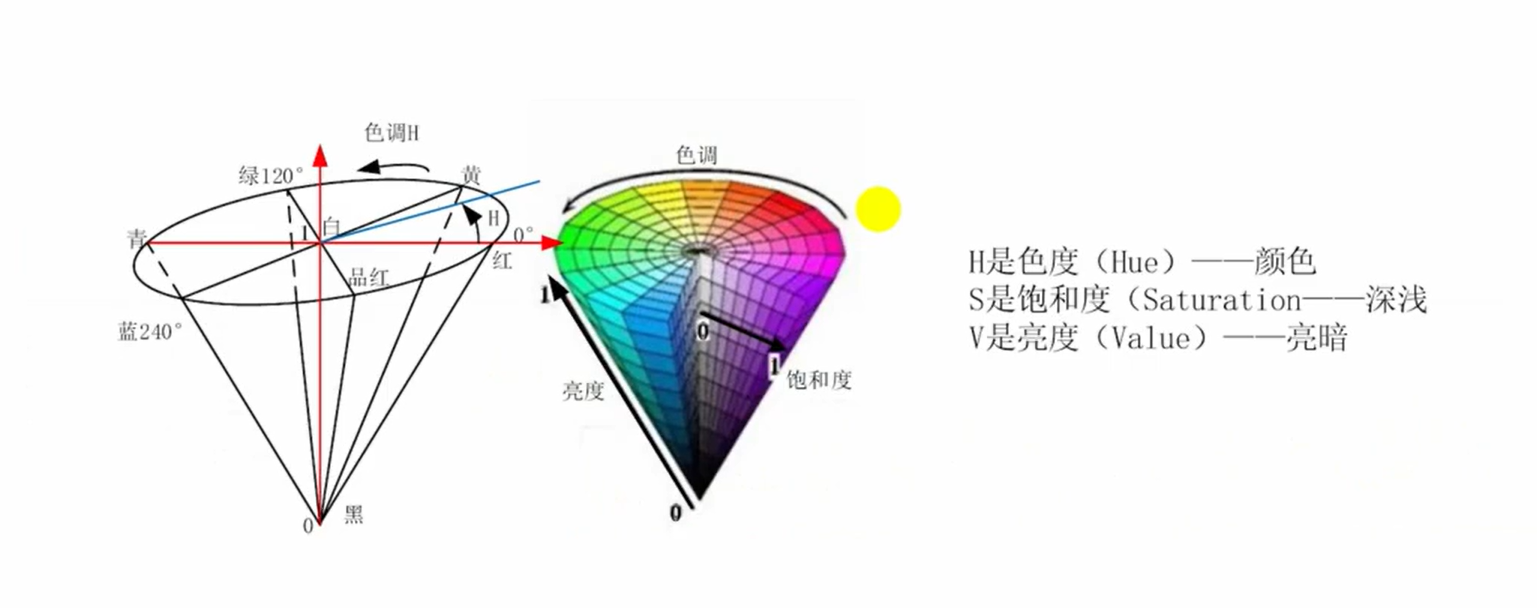 色调H
绿120°
黄
白
1
H
青
0°
红
品红
蓝240°
0
黑
色调
1
0
1
饱和度
亮度
0
H是色度（Hue）——颜色
S是饱和度（Saturation——深浅
V是亮度（Value）——亮暗